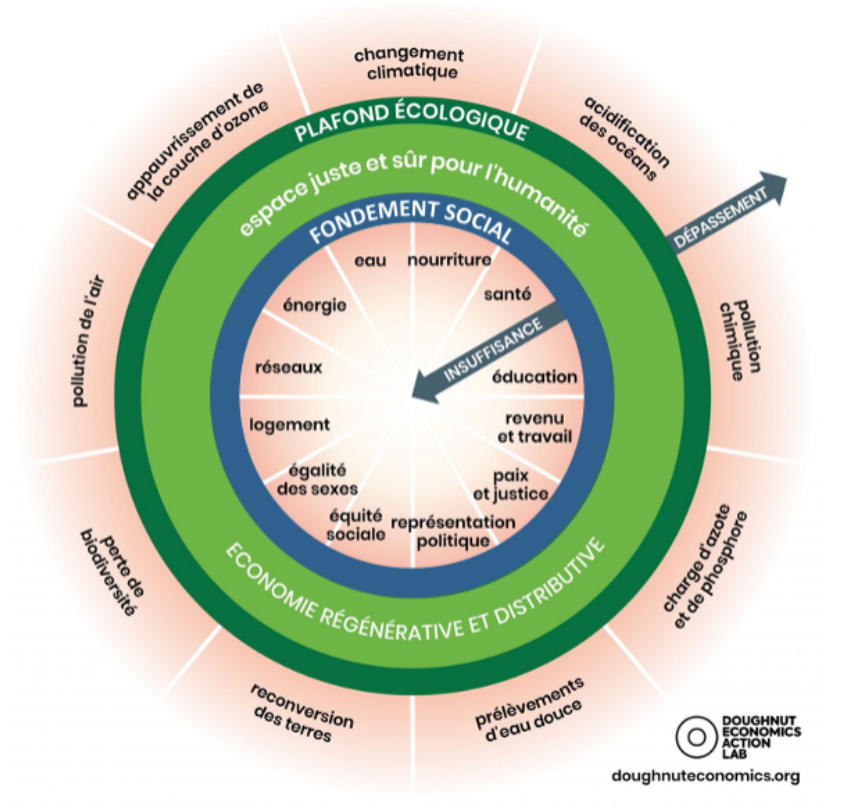 changement
climatique
acidification
des océans
DÉPASSEMENT
pollution
chimique
charge d'azote
et de phosphore
prélèvements
d'eau douce
reconversion
des terres
perte de
biodiversité
pollution de l'air
appauvrissement de
la couche d'ozone
PLAFOND ÉCOLOGIQUE
espace juste et sûr pour l'humanité
FONDEMENT SOCIAL
eau
nourriture
santé
INSUFFISANCE
éducation
revenu
et travail
paix
et justice
représentation
politique
équité
sociale
égalité
des sexes
logement
réseaux
énergie
ECONOMIE RÉGÉNÉRATIVE ET DISTRIBUTIVE
DOUGHNUT
ECONOMICS
ACTION
LAB
doughnuteconomics.org